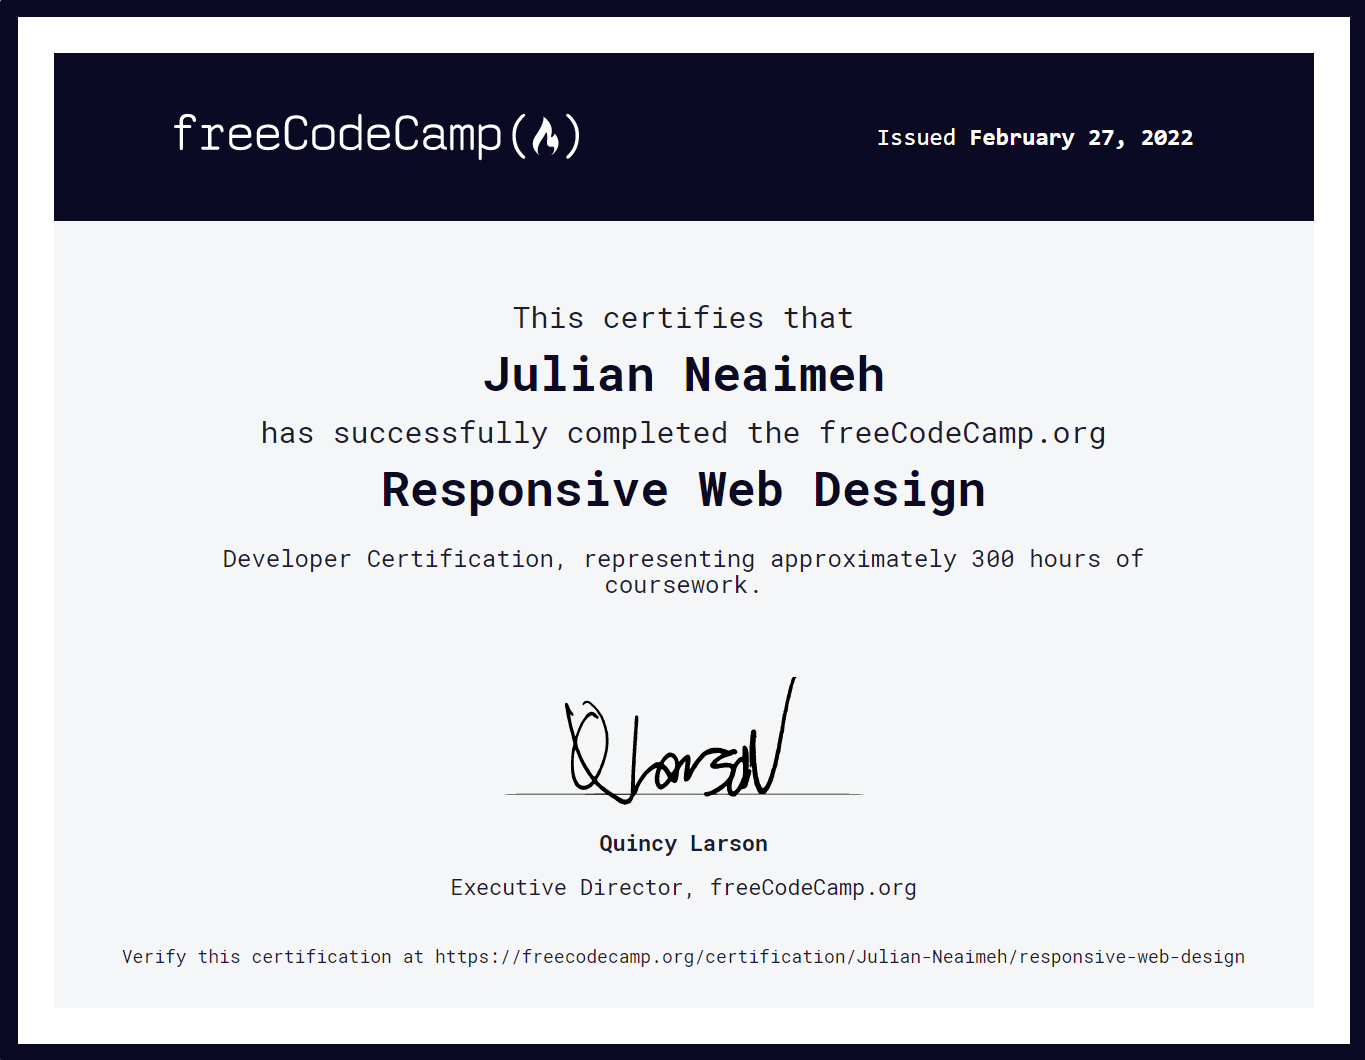 freeCodeCamp(🔥)
Issued February 27, 2022
This certifies that
Julian Neaimeh
has successfully completed the freeCodeCamp.org
Responsive Web Design
Developer Certification, representing approximately 300 hours of
coursework.
Q Larson
Quincy Larson
Executive Director, freeCodeCamp.org
Verify this certification at https://freecodecamp.org/certification/Julian-Neaimeh/responsive-web-design